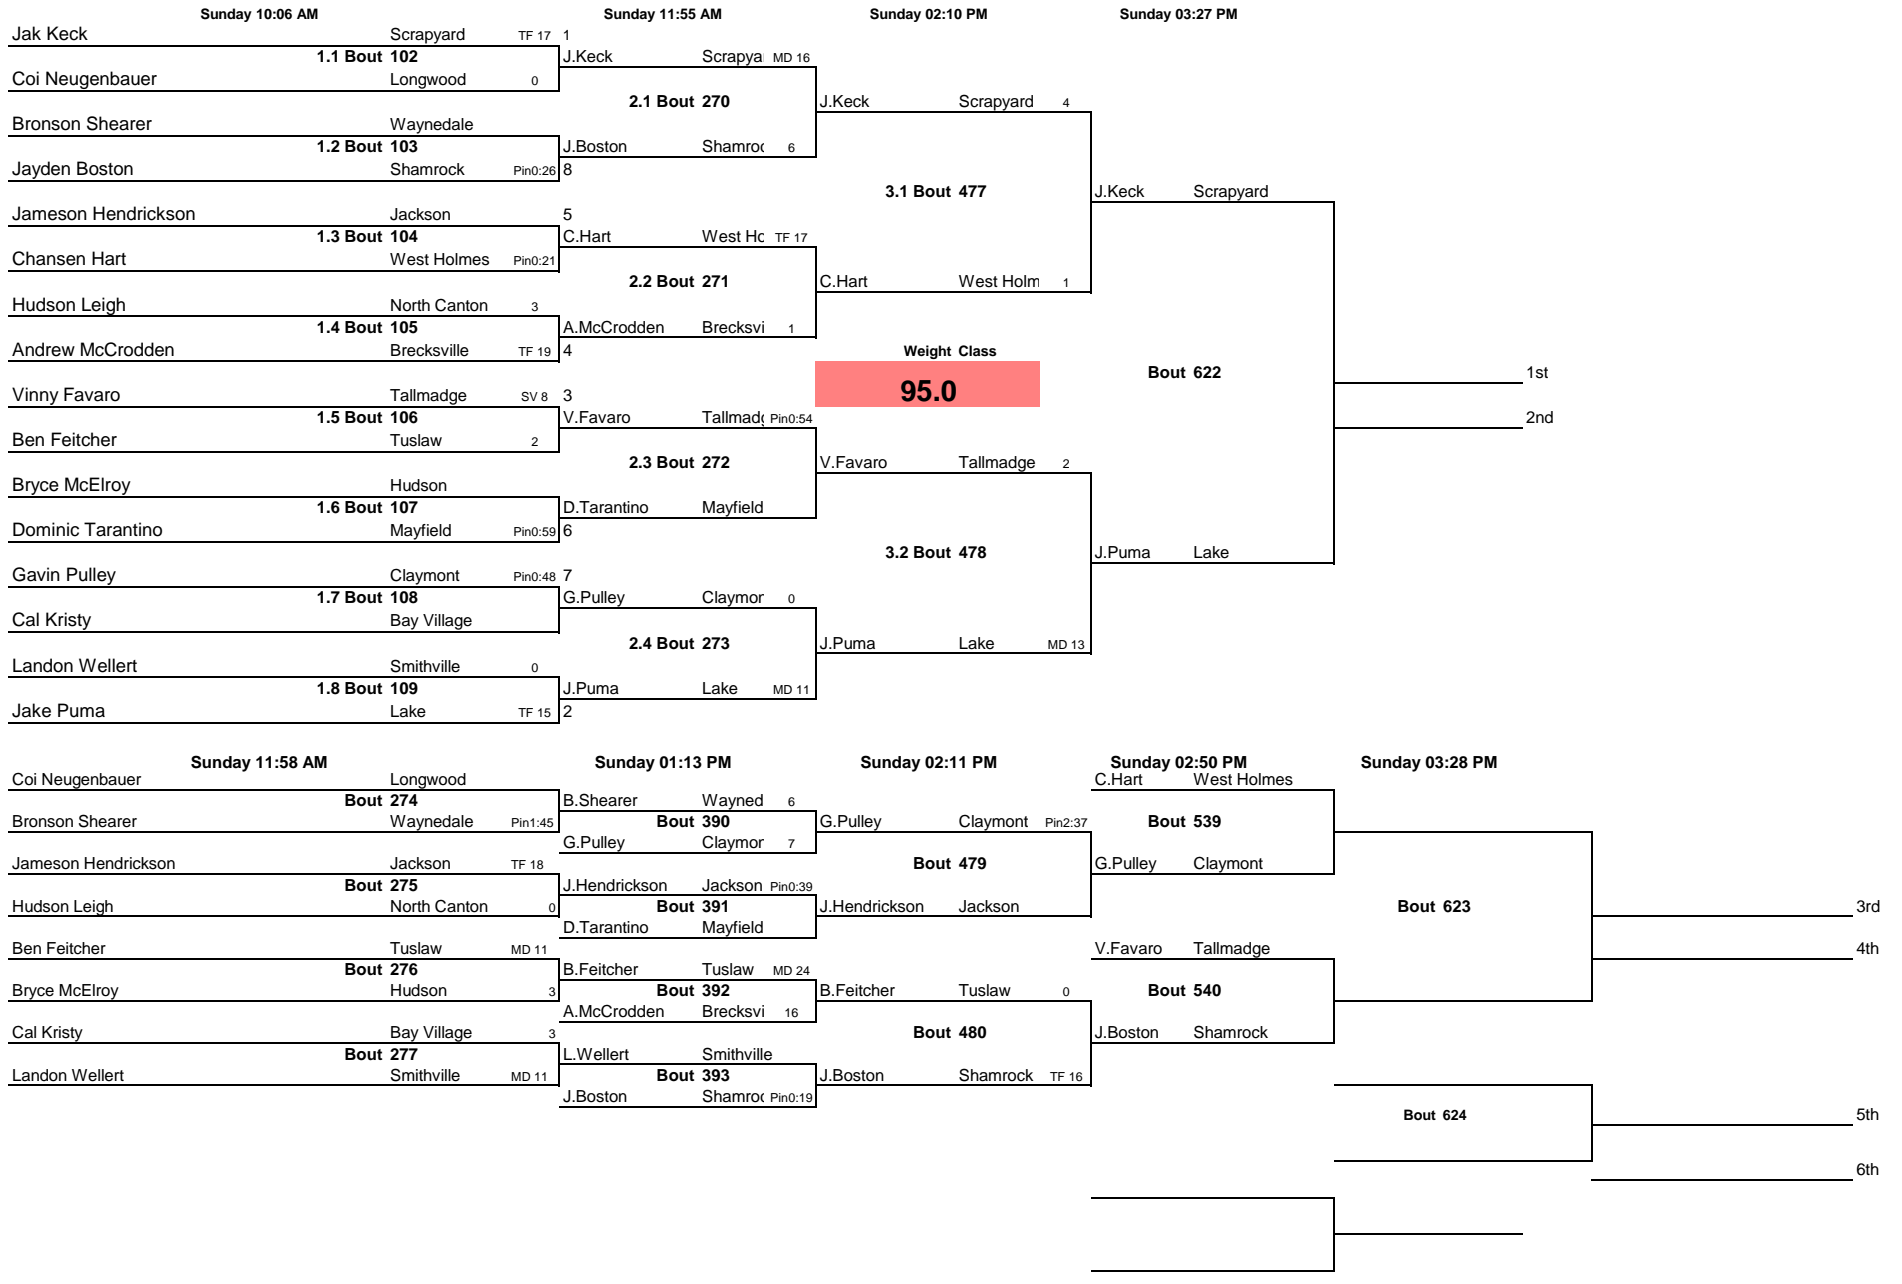 Sunday 10:06 AM Sunday 11:55 AM Sunday 02:10 PM Sunday 03:27 PM
Jak Keck Scrapyard TF 17 1
1.1 Bout 102 J.Keck Scrapya MD 16
Coi Neugenbauer Longwood 0
2.1 Bout 270 J.Keck Scrapyard 4
Bronson Shearer Waynedale
1.2 Bout 103 J.Boston Shamroc 6
Jayden Boston Shamrock Pin0:26 8
3.1 Bout 477 J.Keck Scrapyard
Jameson Hendrickson Jackson 5
1.3 Bout 104 C.Hart West Ho TF 17
Chansen Hart West Holmes Pin0:21
2.2 Bout 271 C.Hart West Holm 1
Hudson Leigh North Canton 3
1.4 Bout 105 A.McCrodden Brecksvi 1
Andrew McCrodden Brecksville TF 19 4 Weight Class
Bout 622 1st
Vinny Favaro Tallmadge SV 8 3 95.0
1.5 Bout 106 V.Favaro Tallmadg Pin0:54 2nd
Ben Feitcher Tuslaw 2
2.3 Bout 272 V.Favaro Tallmadge 2
Bryce McElroy Hudson
1.6 Bout 107 D.Tarantino Mayfield
Dominic Tarantino Mayfield Pin0:59 6
3.2 Bout 478 J.Puma Lake
Gavin Pulley Claymont Pin0:48 7
1.7 Bout 108 G.Pulley Claymor 0
Cal Kristy Bay Village
2.4 Bout 273 J.Puma Lake MD 13
Landon Wellert Smithville 0
1.8 Bout 109 J.Puma Lake MD 11
Jake Puma Lake TF 15 2
Sunday 11:58 AM Sunday 01:13 PM Sunday 02:11 PM Sunday 02:50 PM Sunday 03:28 PM
Coi Neugenbauer Longwood C.Hart West Holmes
Bout 274 B.Shearer Wayned 6
Bronson Shearer Waynedale Pin1:45 Bout 390 G.Pulley Claymont Pin2:37 Bout 539
G.Pulley Claymor 7
Jameson Hendrickson Jackson TF 18 Bout 479 G.Pulley Claymont
Bout 275 J.Hendrickson Jackson Pin0:39
Hudson Leigh North Canton 0 Bout 391 J.Hendrickson Jackson Bout 623 3rd
D.Tarantino Mayfield
Ben Feitcher Tuslaw MD 11 V.Favaro Tallmadge 4th
Bout 276 B.Feitcher Tuslaw MD 24
Bryce McElroy Hudson 3 Bout 392 B.Feitcher Tuslaw 0 Bout 540
A.McCrodden Brecksvi 16
Cal Kristy Bay Village 3 Bout 480 J.Boston Shamrock
Bout 277 L.Wellert Smithville
Landon Wellert Smithville MD 11 Bout 393 J.Boston Shamrock TF 16
J.Boston Shamroc Pin0:19
Bout 624 5th
6th